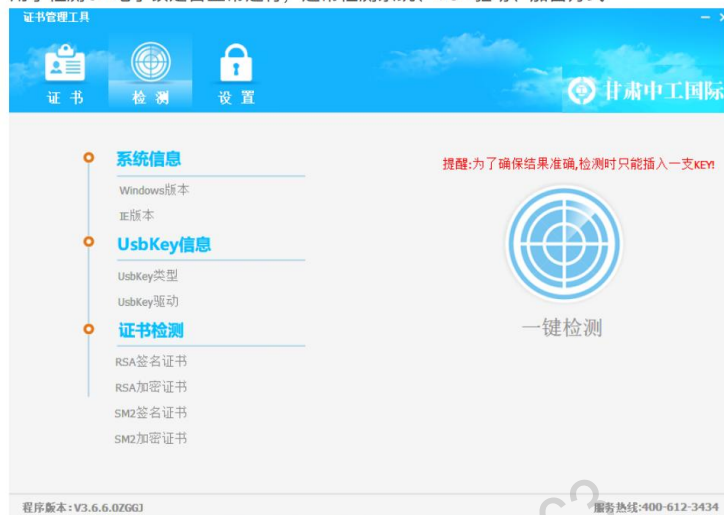 证书管理工具
证书 检测 设置
甘肃中工国际
系统信息
提醒:为了确保结果准确,检测时只能插入一支KEY!
Windows版本
IE版本
UsbKey信息
UsbKey类型
UsbKey驱动
证书检测
一键检测
RSA签名证书
RSA加密证书
SM2签名证书
SM2加密证书
程序版本:V3.6.6.0ZGGJ
服务热线:400-612-3434